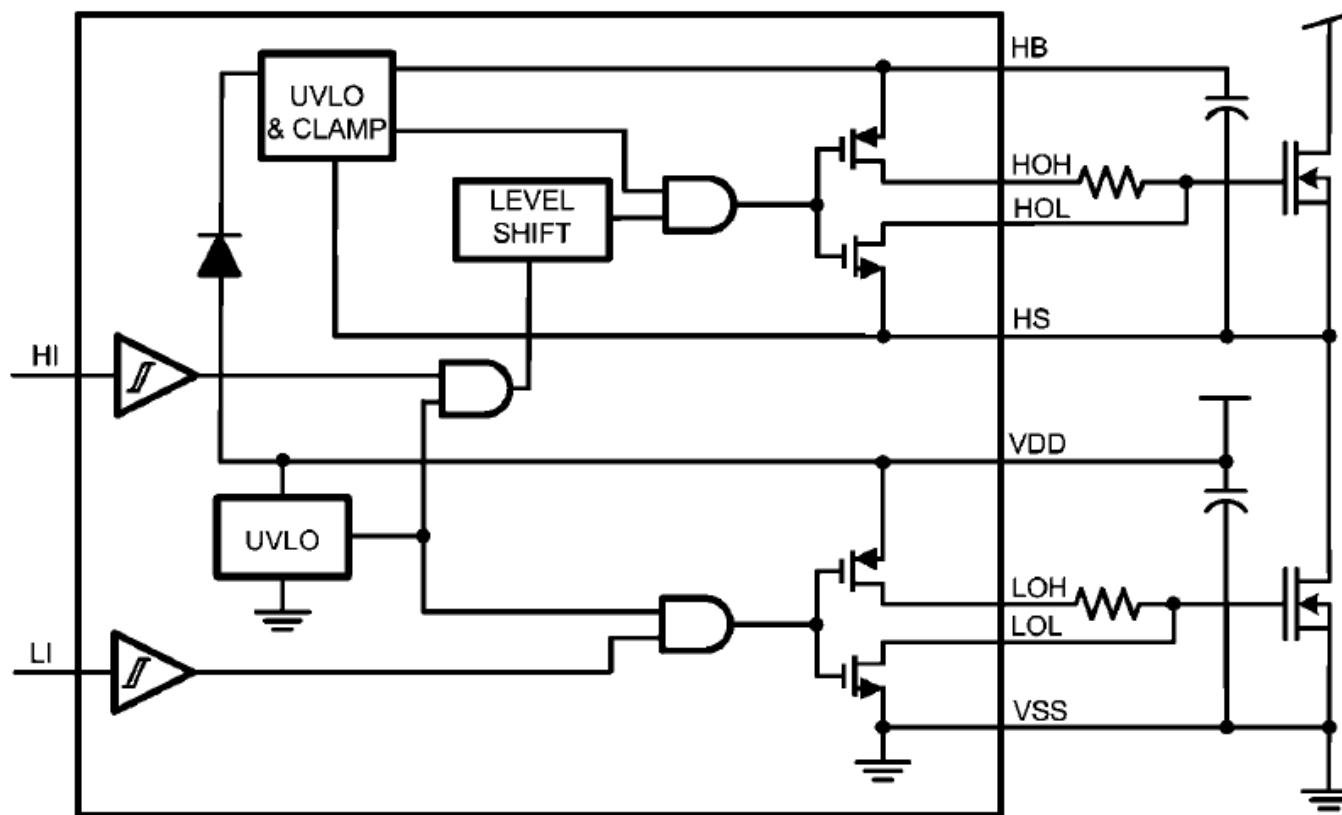 HB
UVLO
& CLAMP
HOH
LEVEL
SHIFT
HOL
HS
HI
VDD
UVLO
LOH
LOL
LI
VSS